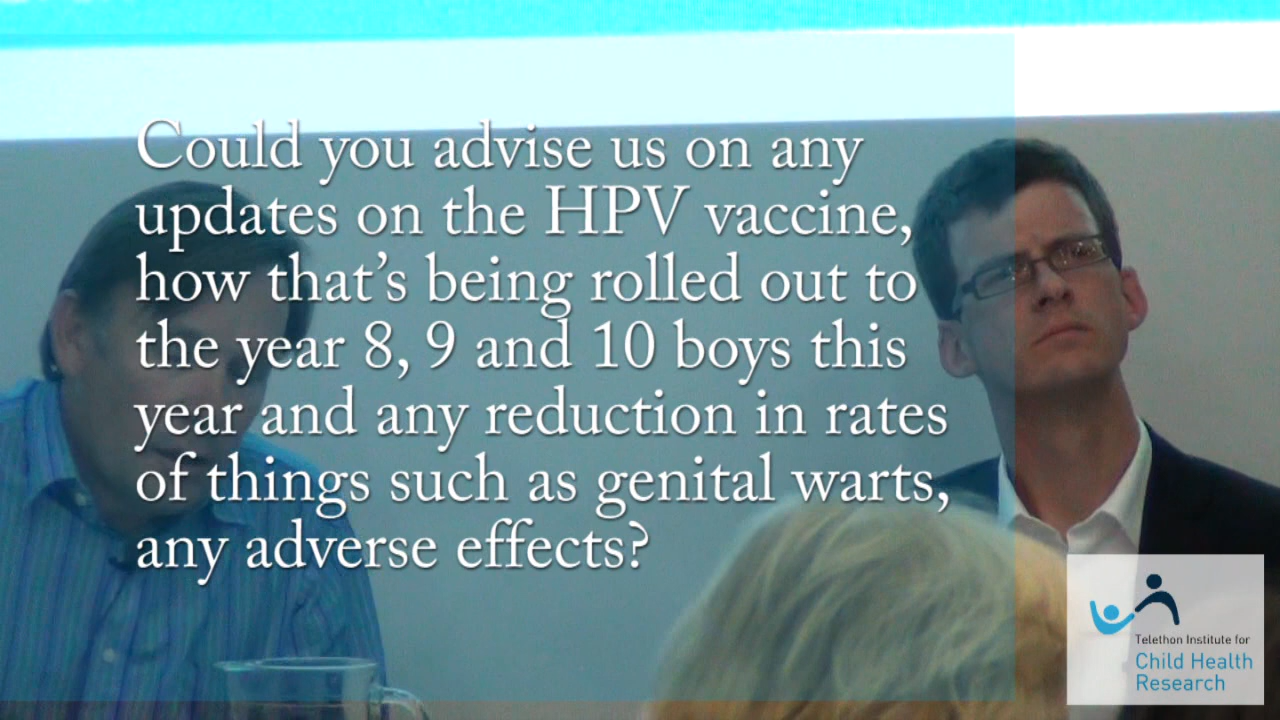 Could you advise us on any
updates on the HPV vaccine,
how that's being rolled out to
the year 8, 9 and 10 boys this
year and any reduction in rates
of things such as genital warts,
any adverse effects?
Telethon Institute for
Child Health
Research